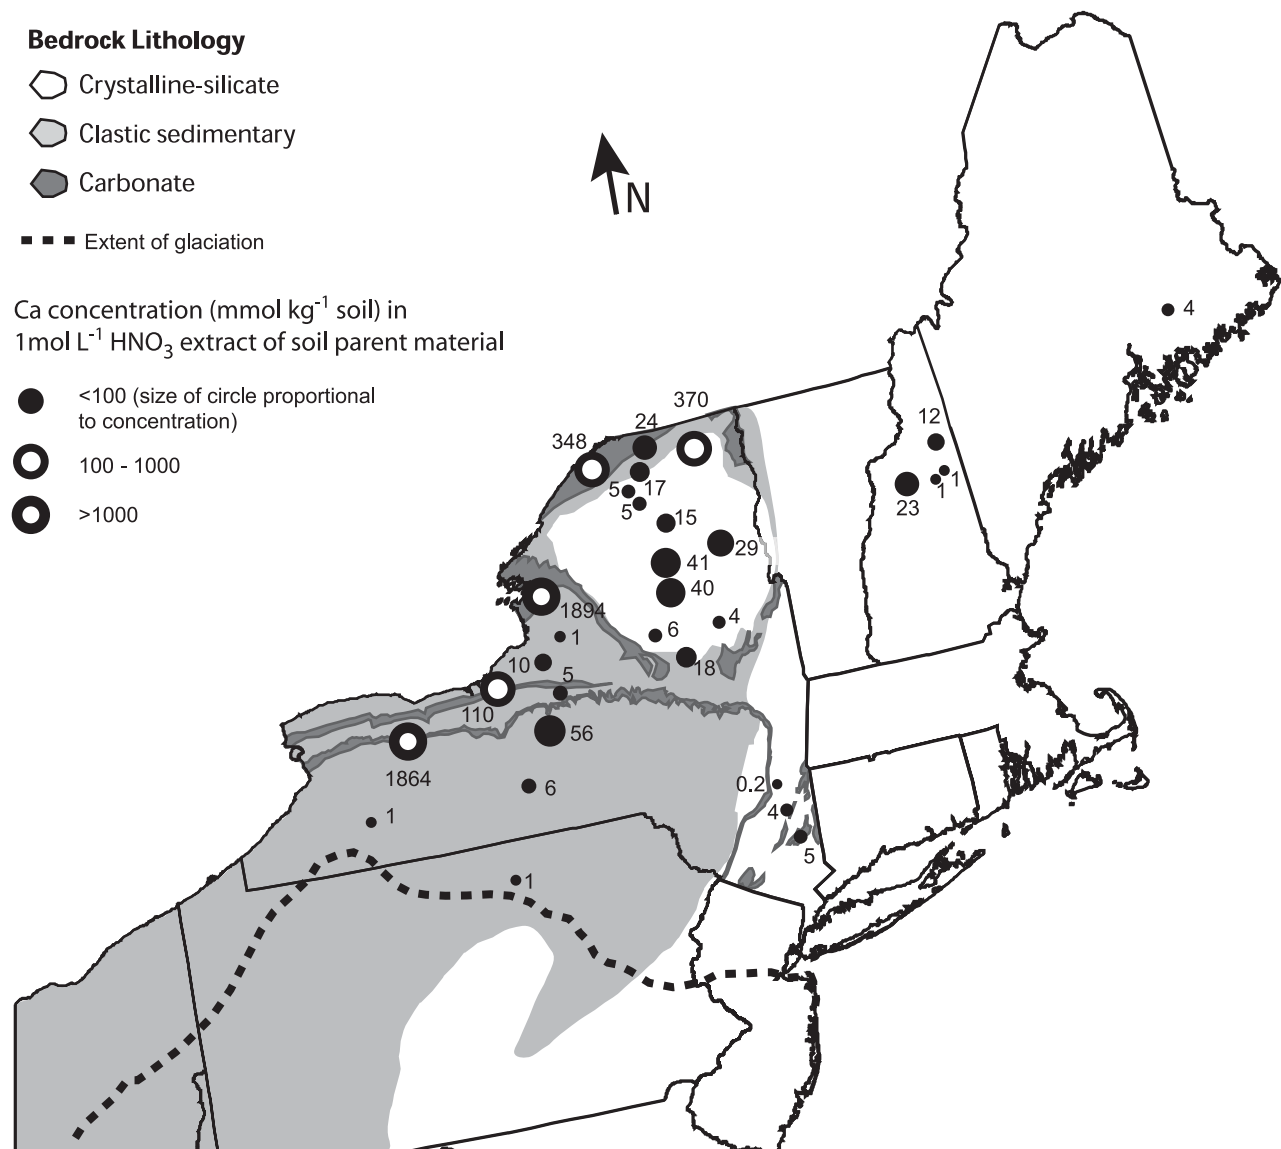 Bedrock Lithology
Crystalline-silicate
Clastic sedimentary
Carbonate
Extent of glaciation
Ca concentration (mmol kg⁻¹ soil) in
1mol L⁻¹ HNO₃ extract of soil parent material
<100 (size of circle proportional
to concentration)
100 - 1000
>1000
N
4
370
24
12
348
17
5
1
1
5
23
15
29
41
40
1894
4
1
6
10
18
5
110
56
1864
0.2
6
4
1
5
1